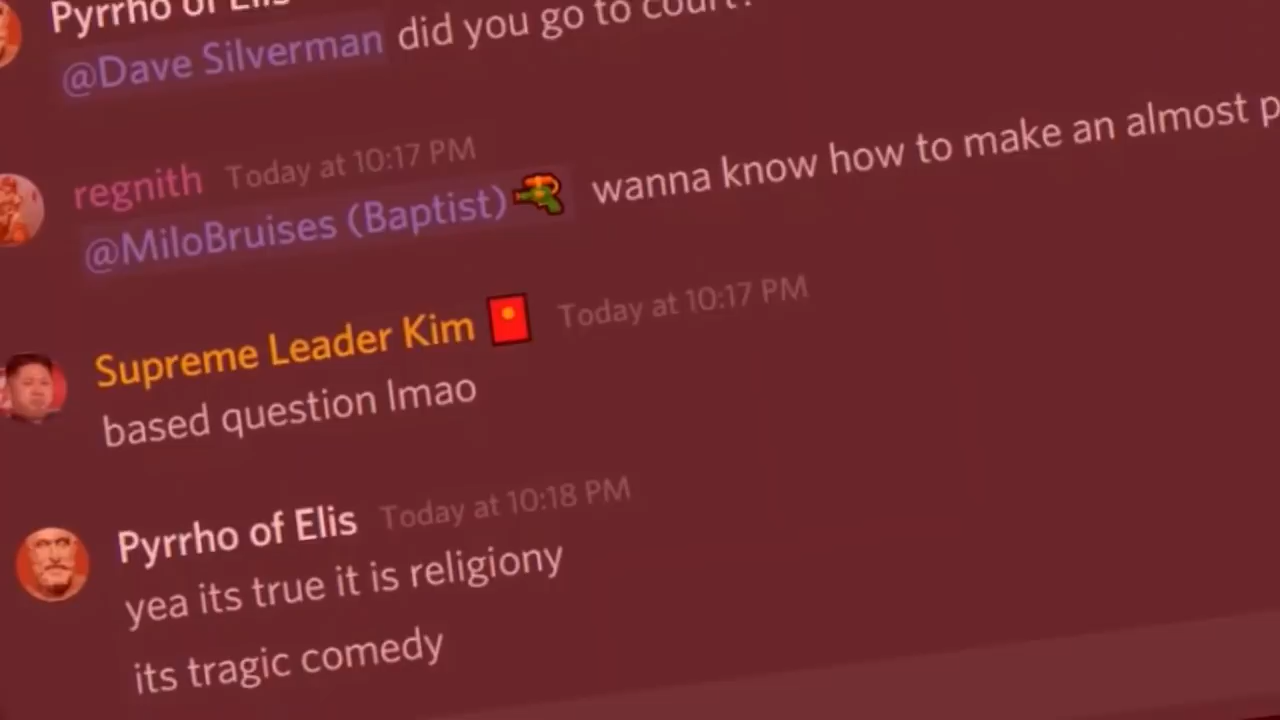 Pyrrho of Elis
@Dave Silverman did you go to court?
regnith Today at 10:17 PM
@MiloBruises (Baptist) wanna know how to make an almost
Supreme Leader Kim Today at 10:17 PM
based question lmao
Pyrrho of Elis Today at 10:18 PM
yea its true it is religiony
its tragic comedy